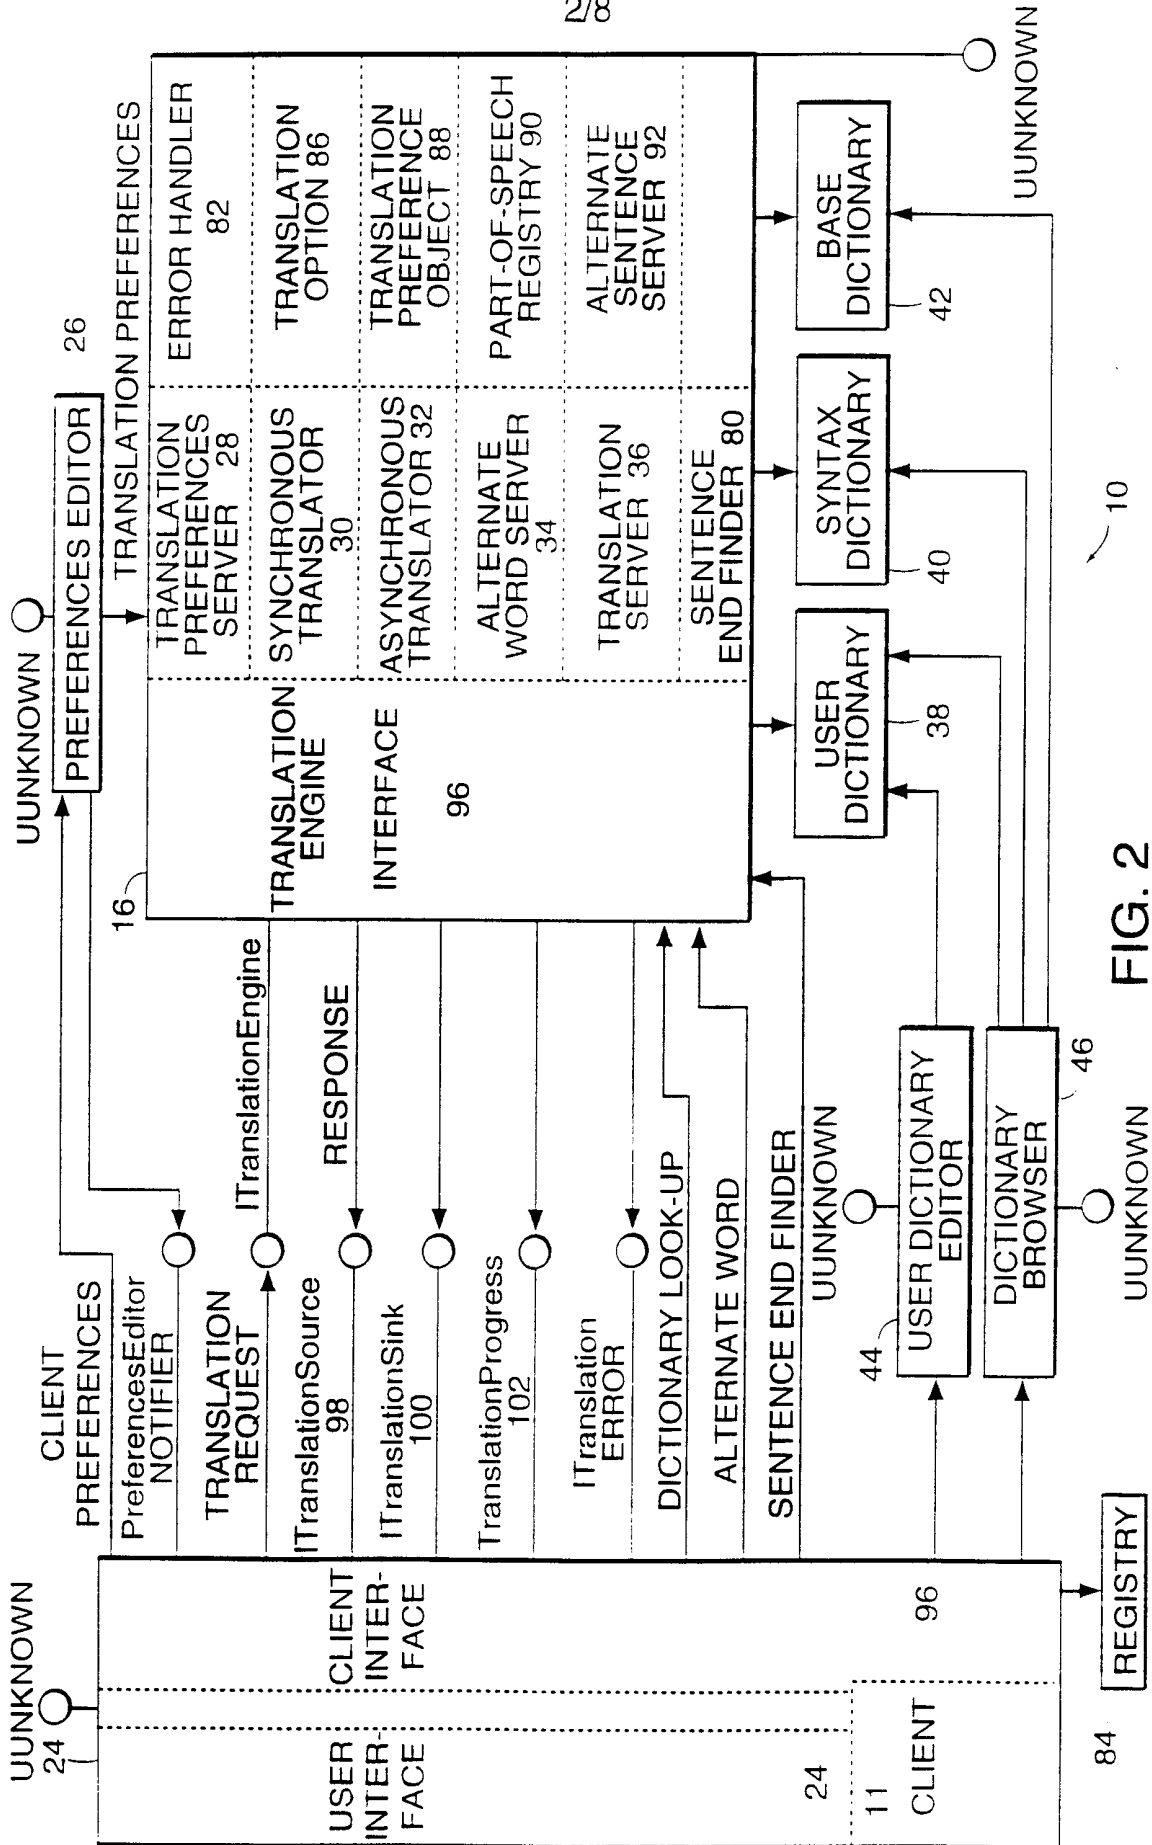 2/8
UUNKNOWN
24
USER
INTER-
FACE
CLIENT
INTER-
FACE
24
11
CLIENT
96
84
REGISTRY
CLIENT
PREFERENCES
PreferencesEditor
NOTIFIER
TRANSLATION
REQUEST
ITranslationEngine
ITranslationSource
98
RESPONSE
ITranslationSink
100
TranslationProgress
102
ITranslation
ERROR
DICTIONARY LOOK-UP
ALTERNATE WORD
SENTENCE END FINDER
UUNKNOWN
44
USER DICTIONARY
EDITOR
DICTIONARY
BROWSER
46
UUNKNOWN
UUNKNOWN
PREFERENCES EDITOR
26
TRANSLATION PREFERENCES
16
TRANSLATION
ENGINE
INTERFACE
96
TRANSLATION
PREFERENCES
SERVER 28
SYNCHRONOUS
TRANSLATOR
30
ASYNCHRONOUS
TRANSLATOR 32
ALTERNATE
WORD SERVER
34
TRANSLATION
SERVER 36
SENTENCE
END FINDER 80
ERROR HANDLER
82
TRANSLATION
OPTION 86
TRANSLATION
PREFERENCE
OBJECT 88
PART-OF-SPEECH
REGISTRY 90
ALTERNATE
SENTENCE
SERVER 92
USER
DICTIONARY
38
SYNTAX
DICTIONARY
40
BASE
DICTIONARY
42
UUNKNOWN
10
FIG. 2